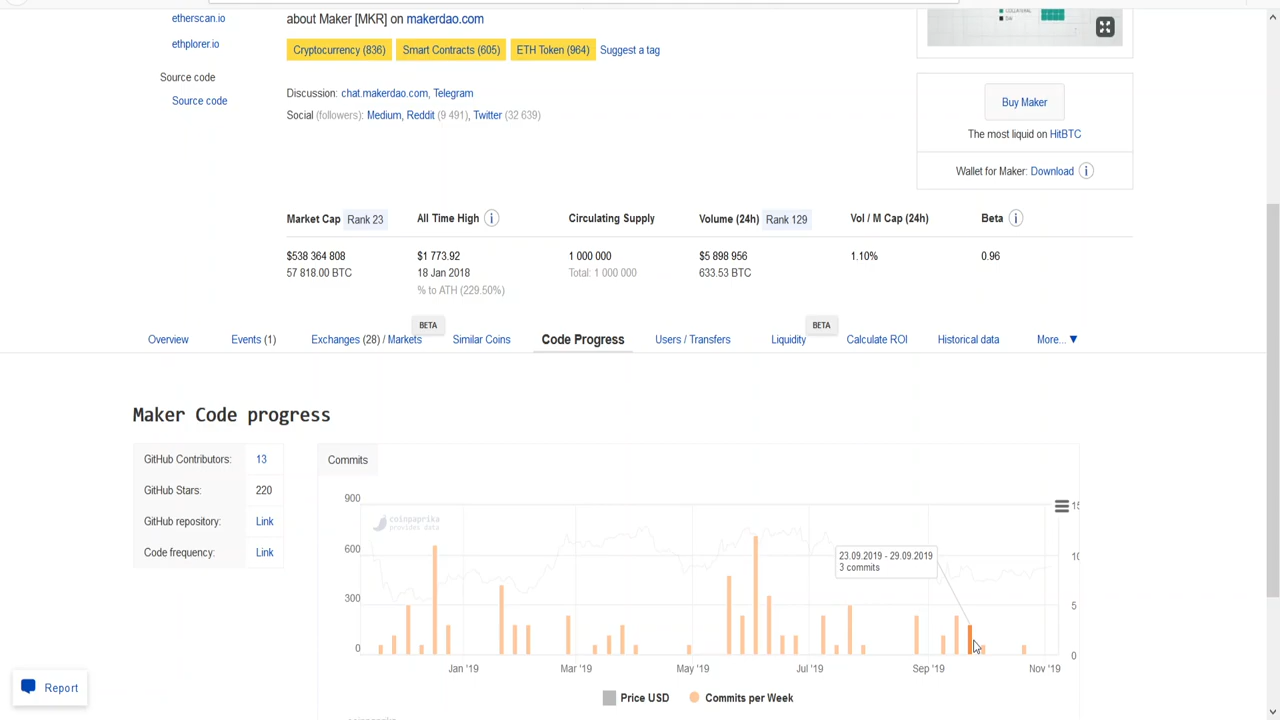 etherscan.io
about Maker [MKR] on makerdao.com
COLLATERAL
DAI
ethplorer.io
Cryptocurrency (836) Smart Contracts (605) ETH Token (964) Suggest a tag
Source code
Source code
Discussion: chat.makerdao.com, Telegram
Social (followers): Medium, Reddit (9 491), Twitter (32 639)
Buy Maker
The most liquid on HitBTC
Wallet for Maker: Download i
Market Cap Rank 23 All Time High i Circulating Supply Volume (24h) Rank 129 Vol / M Cap (24h) Beta i
$538 364 808 $1 773.92 1 000 000 $5 898 956 1.10% 0.96
57 818.00 BTC 18 Jan 2018 Total: 1 000 000 633.53 BTC
% to ATH (229.50%)
BETA BETA
Overview Events (1) Exchanges (28) / Markets Similar Coins Code Progress Users / Transfers Liquidity Calculate ROI Historical data More... ▼
Maker Code progress
GitHub Contributors: 13
GitHub Stars: 220
GitHub repository: Link
Code frequency: Link
Commits
900
600
300
0
coinpaprika
provides data
23.09.2019 - 29.09.2019
3 commits
15
10
5
0
Jan '19 Mar '19 May '19 Jul '19 Sep '19 Nov '19
Price USD Commits per Week
Report
coinpaprika